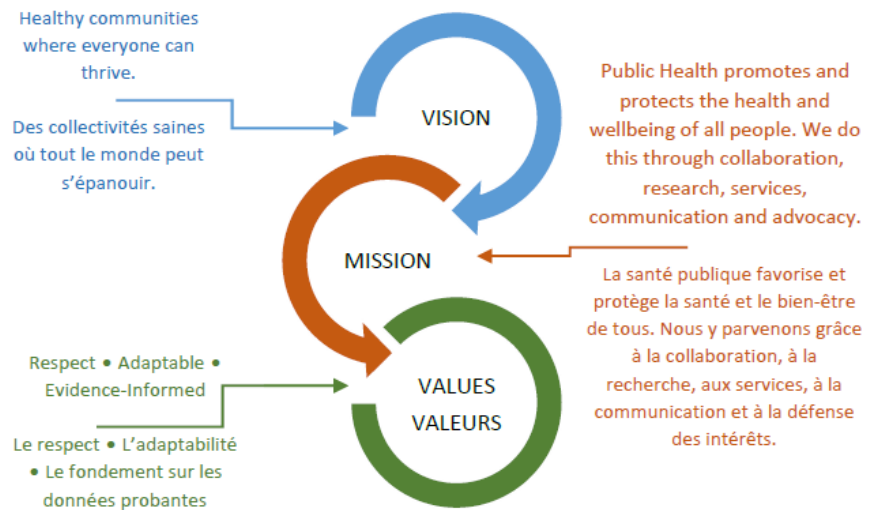 Healthy communities
where everyone can
thrive.
Des collectivités saines
où tout le monde peut
s'épanouir.
VISION
Public Health promotes and
protects the health and
wellbeing of all people. We do
this through collaboration,
research, services,
communication and advocacy.
MISSION
La santé publique favorise et
protège la santé et le bien-être
de tous. Nous y parvenons grâce
à la collaboration, à la
recherche, aux services, à la
communication et à la défense
des intérêts.
Respect • Adaptable •
Evidence-Informed
Le respect • L'adaptabilité
• Le fondement sur les
données probantes
VALUES
VALEURS